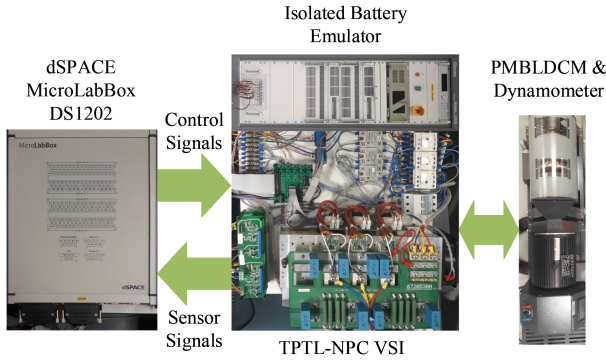 Isolated Battery
Emulator
dSPACE
MicroLabBox
DS1202
Control
Signals
PMBLDCM &
Dynamometer
MicroLabBox
dSPACE
Sensor
Signals
TPTL-NPC VSI